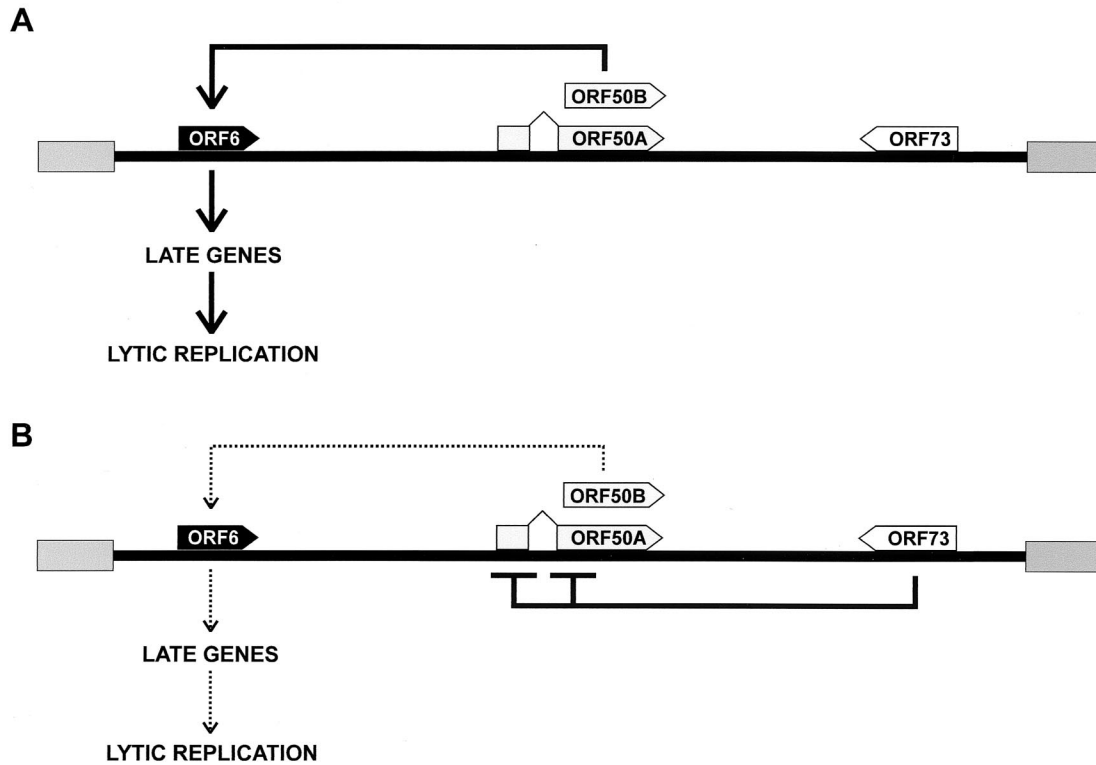 A
ORF50B
ORF6
ORF50A
ORF73
LATE GENES
LYTIC REPLICATION
B
ORF50B
ORF6
ORF50A
ORF73
LATE GENES
LYTIC REPLICATION